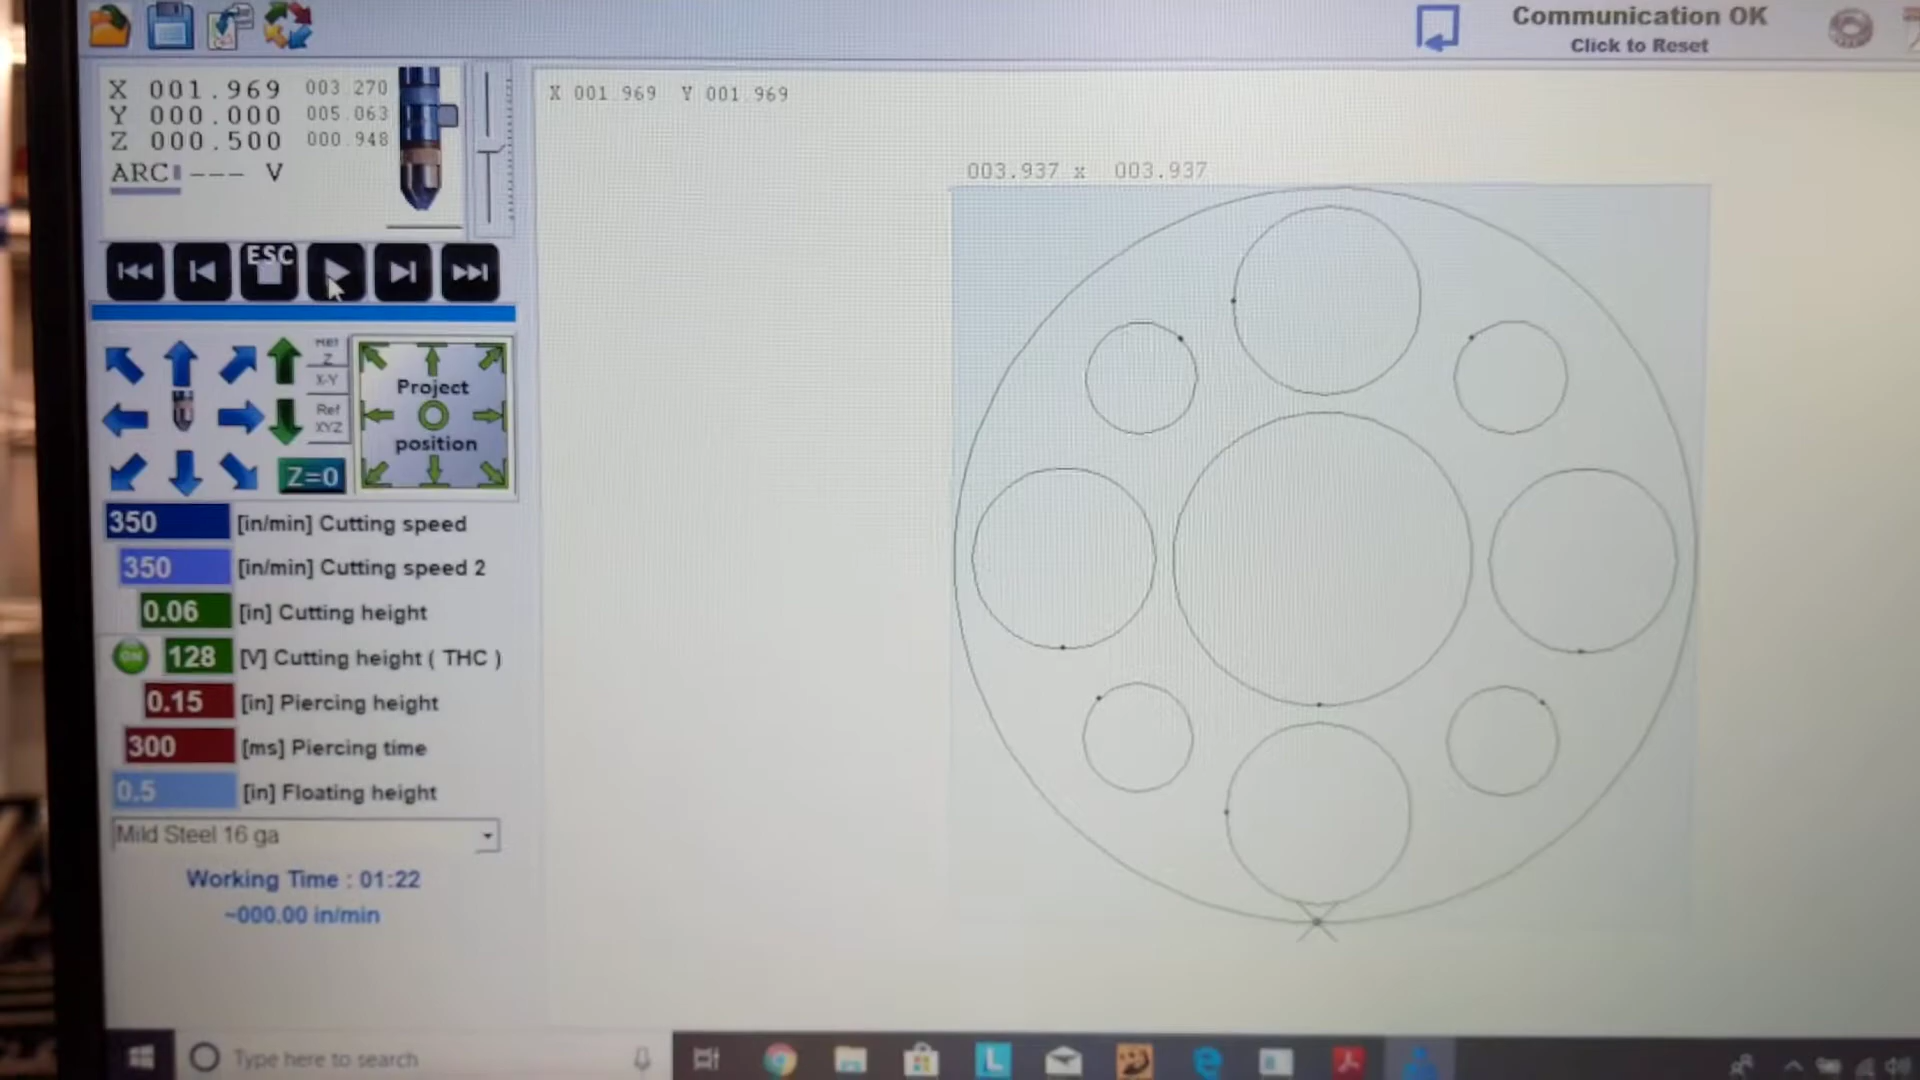 Communication OK
Click to Reset
X 001.969 003.270
Y 000.000 005.063
Z 000.500 000.948
ARC --- V
X 001.969 Y 001.969
003.937 x 003.937
ESC
Ref
Z
X-Y
Ref
XYZ
Z=0
Project
position
350 [in/min] Cutting speed
350 [in/min] Cutting speed 2
0.06 [in] Cutting height
ON 128 [V] Cutting height ( THC )
0.15 [in] Piercing height
300 [ms] Piercing time
0.5 [in] Floating height
Mild Steel 16 ga
Working Time : 01:22
~000.00 in/min
Type here to search
L